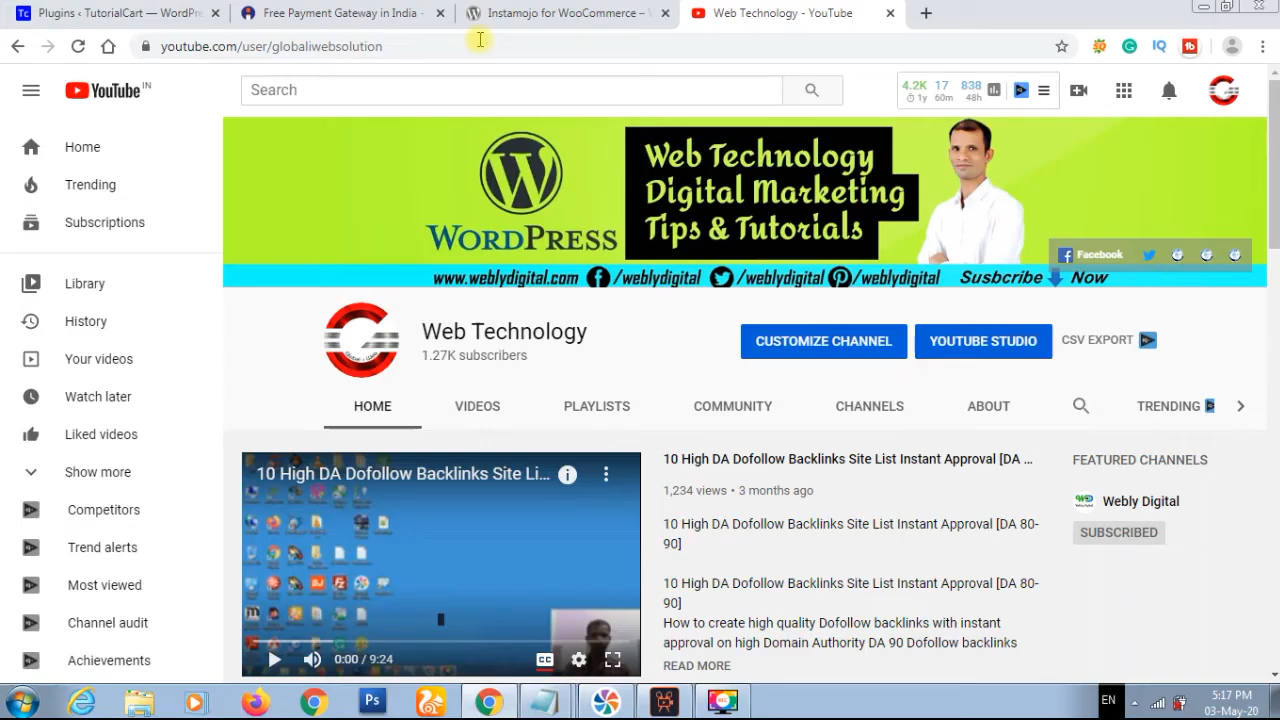 Plugins ‹ TutorialCart — WordPre
Free Payment Gateway in India -
Instamojo for WooCommerce – W
Web Technology - YouTube
youtube.com/user/globaliwebsolution
YouTube IN
Search
4.2K 17 838
1y 60m 48h
Home
Trending
Subscriptions
Library
History
Your videos
Watch later
Liked videos
Show more
Competitors
Trend alerts
Most viewed
Channel audit
Achievements
WORDPRESS
Web Technology
Digital Marketing
Tips & Tutorials
Facebook
www.weblydigital.com /weblydigital /weblydigital /weblydigital Susbcribe Now
Web Technology
1.27K subscribers
CUSTOMIZE CHANNEL
YOUTUBE STUDIO
CSV EXPORT
HOME
VIDEOS
PLAYLISTS
COMMUNITY
CHANNELS
ABOUT
TRENDING
10 High DA Dofollow Backlinks Site Li...
0:00 / 9:24
10 High DA Dofollow Backlinks Site List Instant Approval [DA ...
1,234 views • 3 months ago
10 High DA Dofollow Backlinks Site List Instant Approval [DA 80-
90]
10 High DA Dofollow Backlinks Site List Instant Approval [DA 80-
90]
How to create high quality Dofollow backlinks with instant
approval on high Domain Authority DA 90 Dofollow backlinks
READ MORE
FEATURED CHANNELS
Webly Digital
SUBSCRIBED
EN
5:17 PM
03-May-20